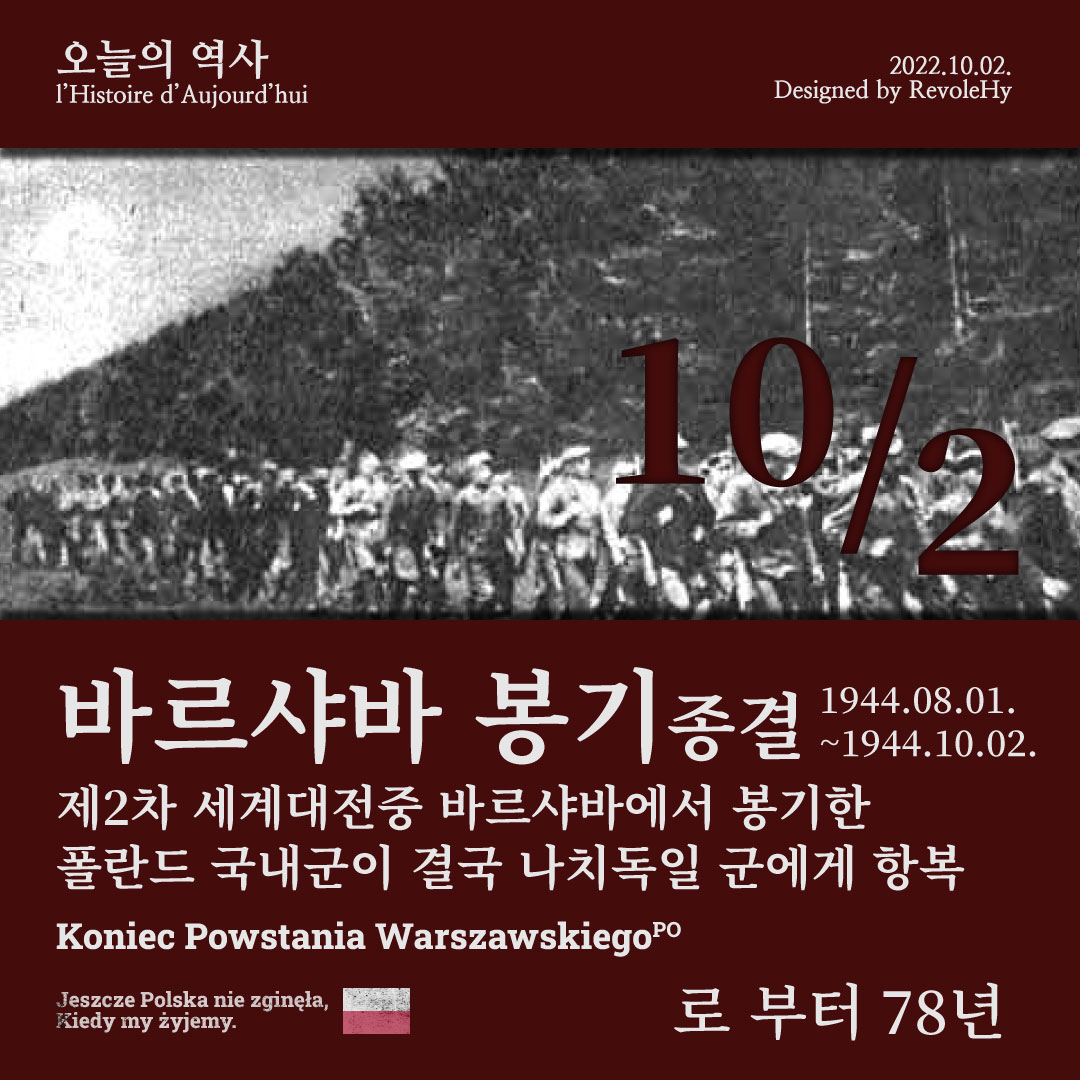 오늘의 역사
l'Histoire d'Aujourd'hui
2022.10.02.
Designed by RevoleHy
10/2
바르샤바 봉기종결
1944.08.01.
~1944.10.02.
제2차 세계대전중 바르샤바에서 봉기한
폴란드 국내군이 결국 나치독일 군에게 항복
Koniec Powstania Warszawskiegoᴾᴼ
Jeszcze Polska nie zginęła,
Kiedy my żyjemy.
로 부터 78년